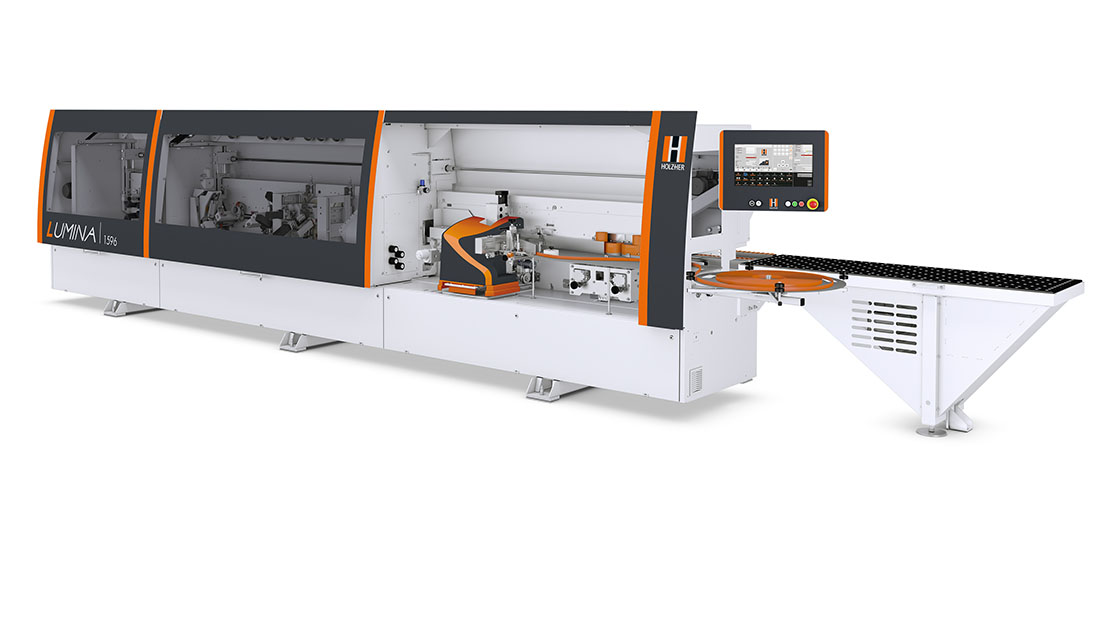 H
HOLZHER
LUMINA | 1596
H